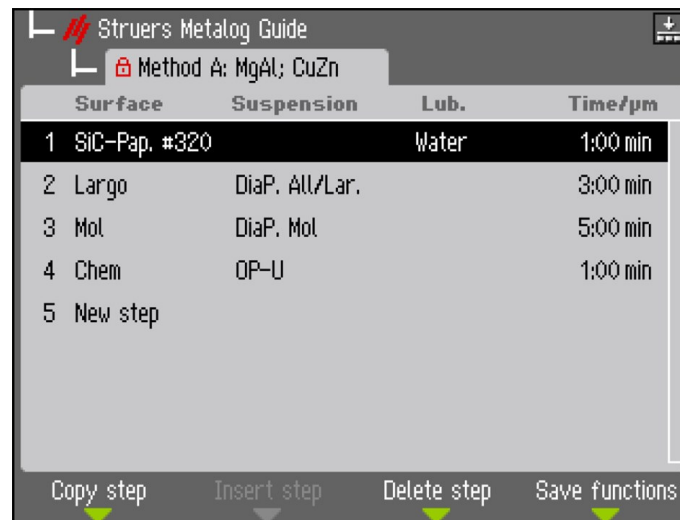 Struers Metalog Guide
Method A: MgAl; CuZn
Surface Suspension Lub. Time/µm
1 SiC-Pap. #320 Water 1:00 min
2 Largo DiaP. All/Lar. 3:00 min
3 Mol DiaP. Mol 5:00 min
4 Chem OP-U 1:00 min
5 New step
Copy step Insert step Delete step Save functions